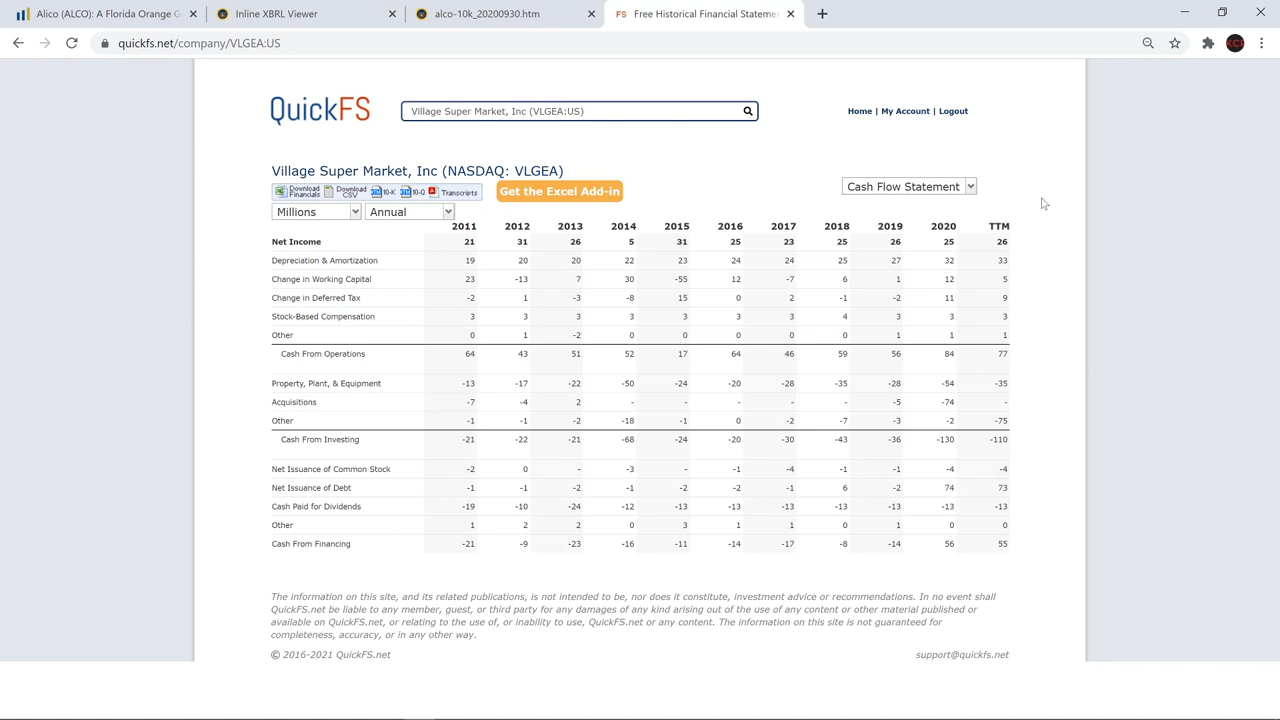 Alico (ALCO): A Florida Orange G
Inline XBRL Viewer
alco-10k_20200930.htm
FS Free Historical Financial Stateme
quickfs.net/company/VLGEA:US
KCI
QuickFS
Village Super Market, Inc (VLGEA:US)
Home | My Account | Logout
Village Super Market, Inc (NASDAQ: VLGEA)
Download Financials Download CSV 10-K 10-Q Transcripts
Get the Excel Add-in
Cash Flow Statement
Millions Annual
2011 2012 2013 2014 2015 2016 2017 2018 2019 2020 TTM
Net Income 21 31 26 5 31 25 23 25 26 25 26
Depreciation & Amortization 19 20 20 22 23 24 24 25 27 32 33
Change in Working Capital 23 -13 7 30 -55 12 -7 6 1 12 5
Change in Deferred Tax -2 1 -3 -8 15 0 2 -1 -2 11 9
Stock-Based Compensation 3 3 3 3 3 3 3 4 3 3 3
Other 0 1 -2 0 0 0 0 0 1 1 1
Cash From Operations 64 43 51 52 17 64 46 59 56 84 77
Property, Plant, & Equipment -13 -17 -22 -50 -24 -20 -28 -35 -28 -54 -35
Acquisitions -7 -4 2 - - - - - -5 -74 -
Other -1 -1 -2 -18 -1 0 -2 -7 -3 -2 -75
Cash From Investing -21 -22 -21 -68 -24 -20 -30 -43 -36 -130 -110
Net Issuance of Common Stock -2 0 - -3 - -1 -4 -1 -1 -4 -4
Net Issuance of Debt -1 -1 -2 -1 -2 -2 -1 6 -2 74 73
Cash Paid for Dividends -19 -10 -24 -12 -13 -13 -13 -13 -13 -13 -13
Other 1 2 2 0 3 1 1 0 1 0 0
Cash From Financing -21 -9 -23 -16 -11 -14 -17 -8 -14 56 55
The information on this site, and its related publications, is not intended to be, nor does it constitute, investment advice or recommendations. In no event shall
QuickFS.net be liable to any member, guest, or third party for any damages of any kind arising out of the use of any content or other material published or
available on QuickFS.net, or relating to the use of, or inability to use, QuickFS.net or any content. The information on this site is not guaranteed for
completeness, accuracy, or in any other way.
© 2016-2021 QuickFS.net
support@quickfs.net